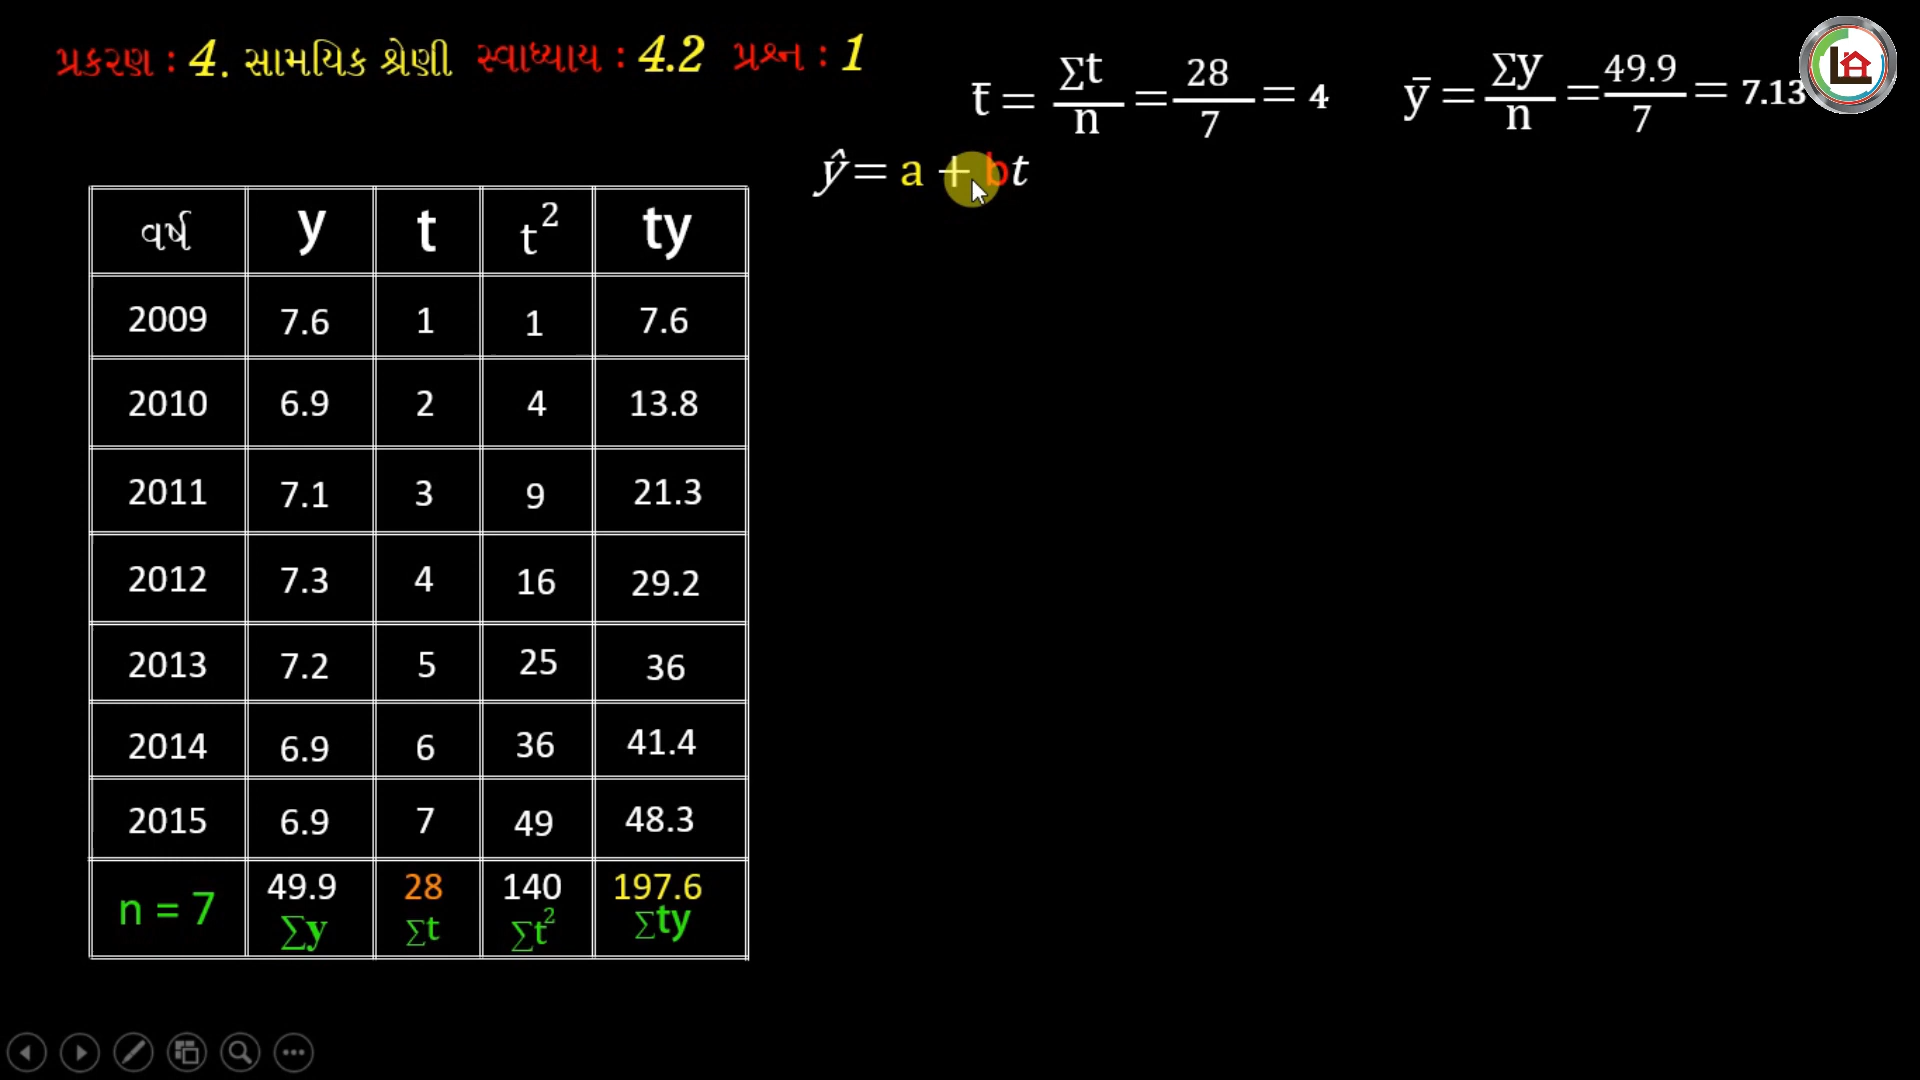 પ્રકરણ : 4. સામયિક શ્રેણી સ્વાધ્યાય : 4.2 પ્રશ્ન : 1
t̄ = Σt / n = 28 / 7 = 4
ȳ = Σy / n = 49.9 / 7 = 7.13
ŷ = a + bt
વર્ષ y t t² ty
2009 7.6 1 1 7.6
2010 6.9 2 4 13.8
2011 7.1 3 9 21.3
2012 7.3 4 16 29.2
2013 7.2 5 25 36
2014 6.9 6 36 41.4
2015 6.9 7 49 48.3
n = 7 49.9 28 140 197.6
Σy Σt Σt² Σty